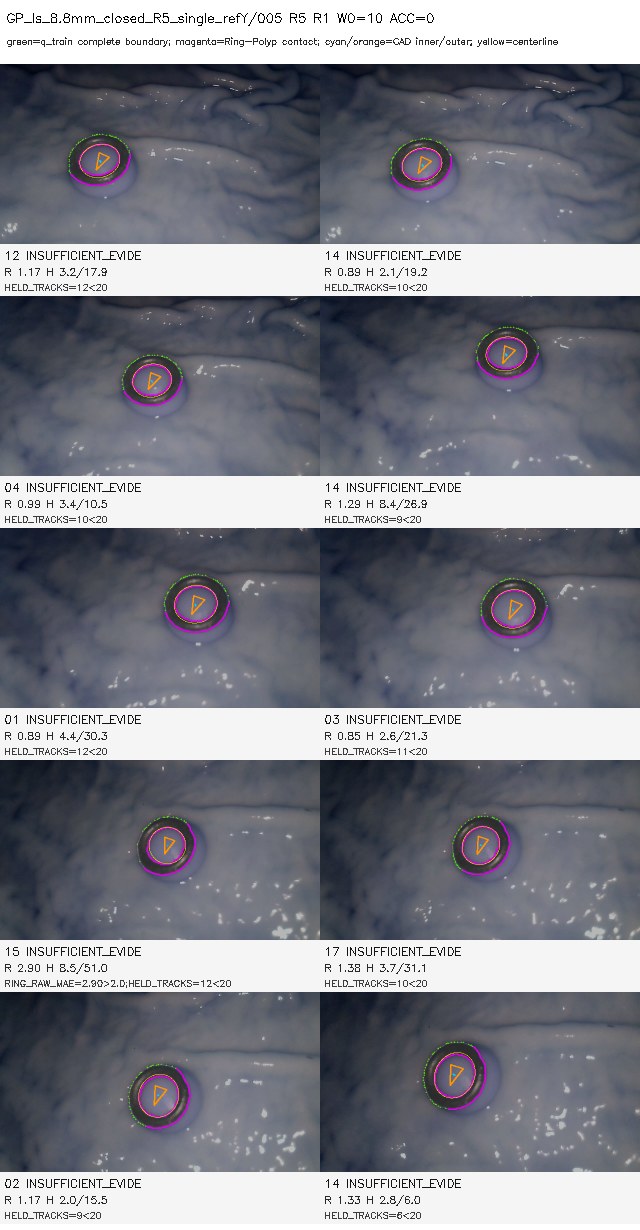 GP_Is_8.8mm_closed_R5_single_refY/005 R5 R1 W0=10 ACC=0
green=q_train complete boundary; magenta=Ring-Polyp contact; cyan/orange=CAD inner/outer; yellow=centerline
12 INSUFFICIENT_EVIDE
R 1.17 H 3.2/17.9
HELD_TRACKS=12<20
14 INSUFFICIENT_EVIDE
R 0.89 H 2.1/19.2
HELD_TRACKS=10<20
04 INSUFFICIENT_EVIDE
R 0.99 H 3.4/10.5
HELD_TRACKS=10<20
14 INSUFFICIENT_EVIDE
R 1.29 H 8.4/26.9
HELD_TRACKS=9<20
01 INSUFFICIENT_EVIDE
R 0.89 H 4.4/30.3
HELD_TRACKS=12<20
03 INSUFFICIENT_EVIDE
R 0.85 H 2.6/21.3
HELD_TRACKS=11<20
15 INSUFFICIENT_EVIDE
R 2.90 H 8.5/51.0
RING_RAW_MAE=2.90>2.0;HELD_TRACKS=12<20
17 INSUFFICIENT_EVIDE
R 1.38 H 3.7/31.1
HELD_TRACKS=10<20
02 INSUFFICIENT_EVIDE
R 1.17 H 2.0/15.5
HELD_TRACKS=9<20
14 INSUFFICIENT_EVIDE
R 1.33 H 2.8/6.0
HELD_TRACKS=6<20